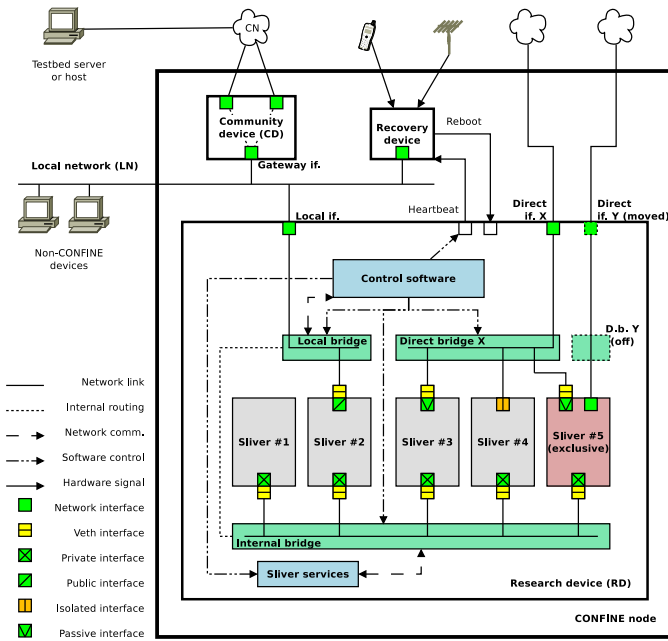 CN
Testbed server
or host
Community
device (CD)
Recovery
device
Reboot
Local network (LN)
Gateway if.
Heartbeat
Local if.
Direct
if. X
Direct
if. Y (moved)
Non-CONFINE
devices
Control software
D.b. Y
(off)
Local bridge
Direct bridge X
Network link
Internal routing
Network comm.
Software control
Hardware signal
Network interface
Veth interface
Private interface
Public interface
Isolated interface
Passive interface
Sliver #1
Sliver #2
Sliver #3
Sliver #4
Sliver #5
(exclusive)
Internal bridge
Sliver services
Research device (RD)
CONFINE node